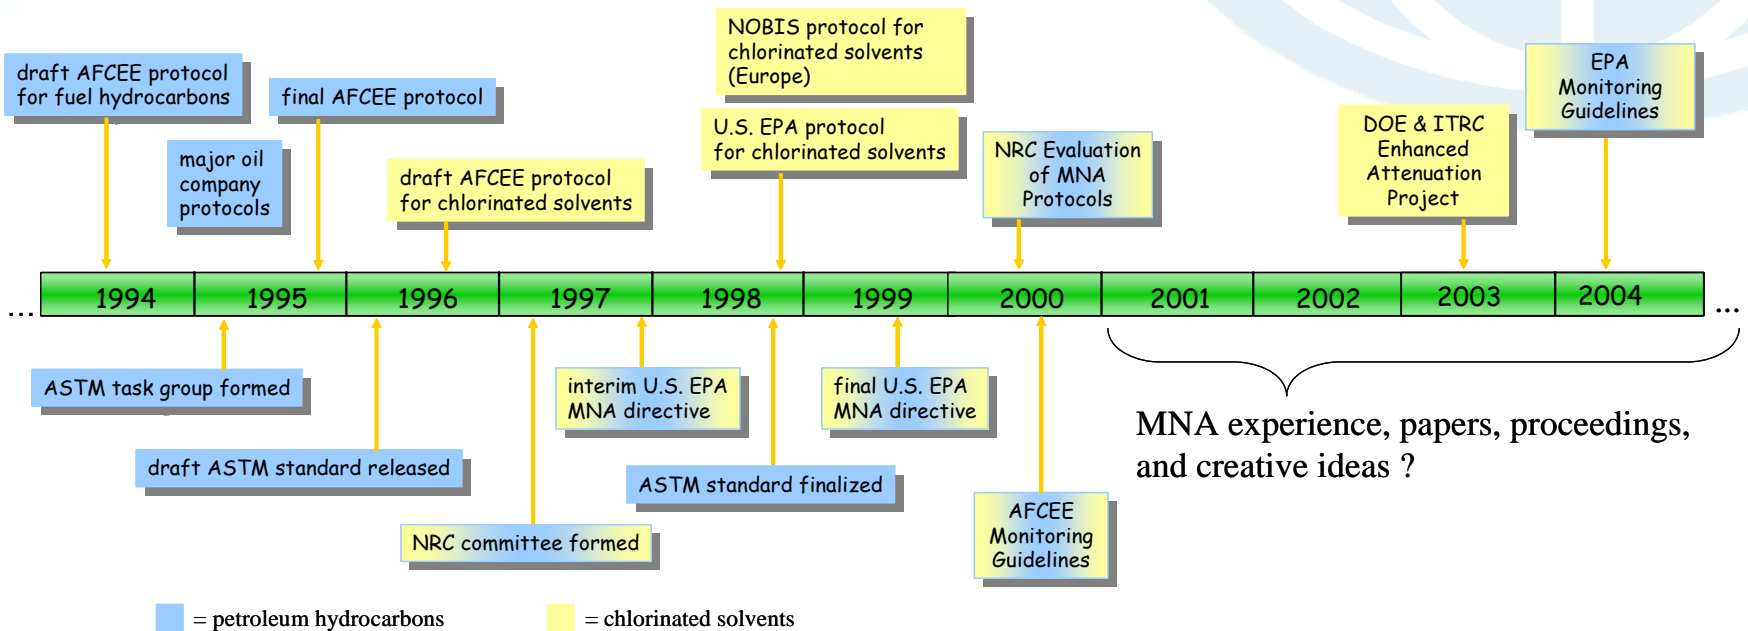 draft AFCEE protocol
for fuel hydrocarbons
major oil
company
protocols
final AFCEE protocol
draft AFCEE protocol
for chlorinated solvents
NOBIS protocol for
chlorinated solvents
(Europe)
U.S. EPA protocol
for chlorinated solvents
NRC Evaluation
of MNA
Protocols
DOE & ITRC
Enhanced
Attenuation
Project
EPA
Monitoring
Guidelines
... 1994 1995 1996 1997 1998 1999 2000 2001 2002 2003 2004 ...
ASTM task group formed
draft ASTM standard released
NRC committee formed
interim U.S. EPA
MNA directive
ASTM standard finalized
final U.S. EPA
MNA directive
AFCEE
Monitoring
Guidelines
MNA experience, papers, proceedings,
and creative ideas ?
= petroleum hydrocarbons
= chlorinated solvents